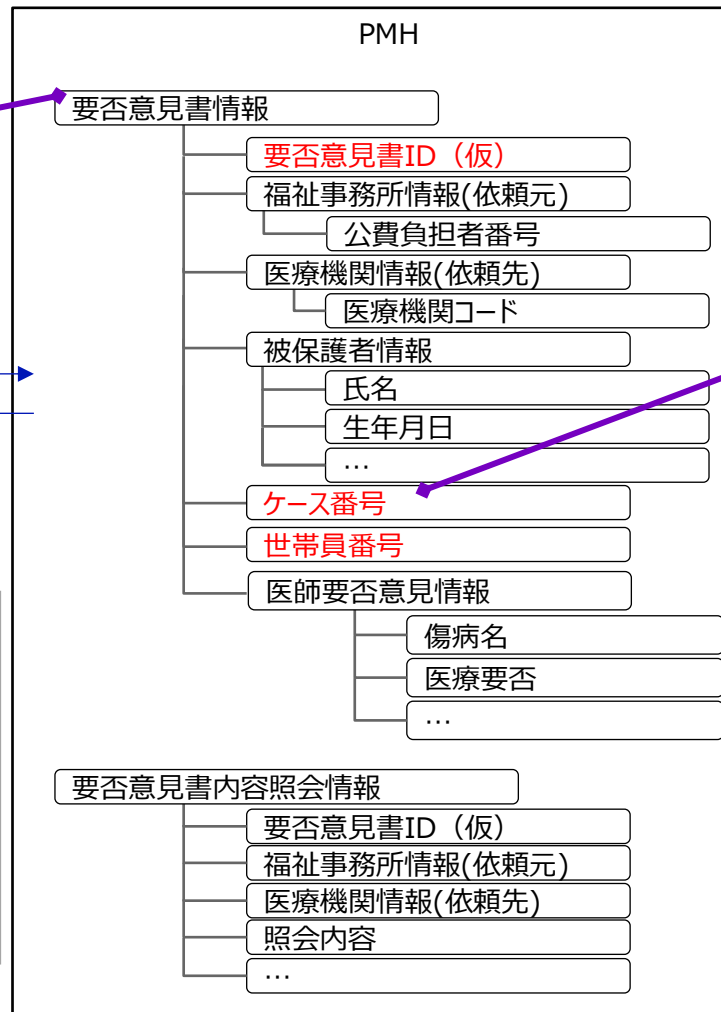 PMH
要否意見書情報
要否意見書ID（仮）
福祉事務所情報(依頼元)
公費負担者番号
医療機関情報(依頼先)
医療機関コード
被保護者情報
氏名
生年月日
…
ケース番号
世帯員番号
医師要否意見情報
傷病名
医療要否
…
要否意見書内容照会情報
要否意見書ID（仮）
福祉事務所情報(依頼元)
医療機関情報(依頼先)
照会内容
…